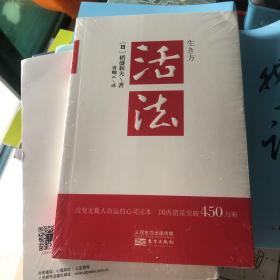 生き方
[日] 稻盛和夫 著
曹岫云 译
活法
改变无数人命运的心灵读本 国内销量突破450万册
人民东方出版传媒
东方出版社